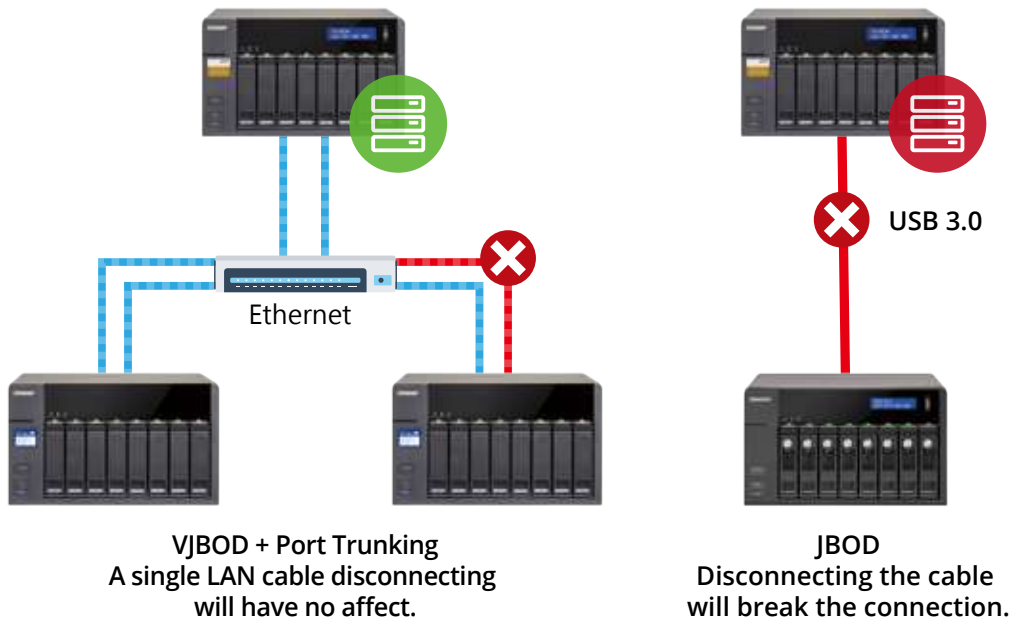 USB 3.0
Ethernet
VJBOD + Port Trunking
A single LAN cable disconnecting
will have no affect.
JBOD
Disconnecting the cable
will break the connection.